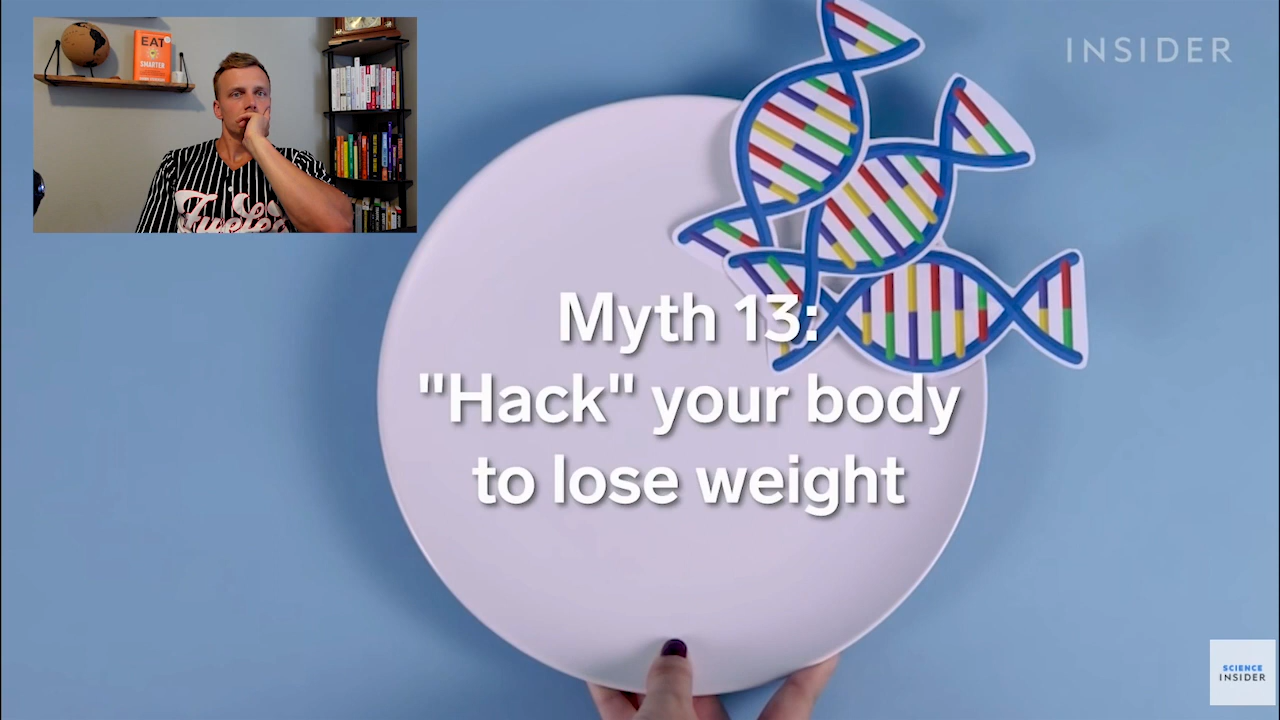 EAT
SMARTER
INSIDER
Myth 13:
"Hack" your body
to lose weight
SCIENCE
INSIDER